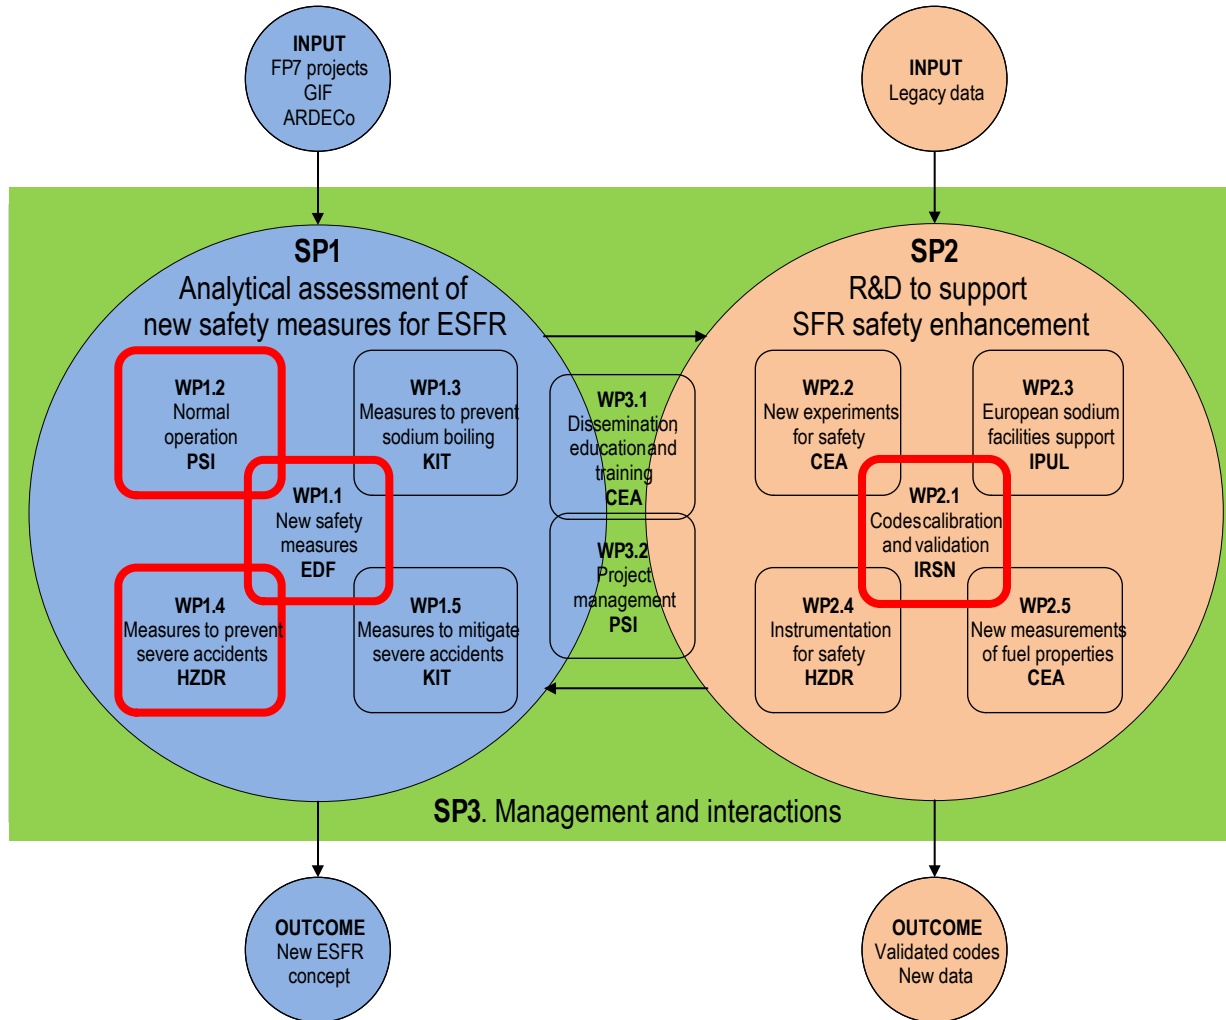 INPUT
FP7 projects
GIF
ARDECo
INPUT
Legacy data
SP1
Analytical assessment of
new safety measures for ESFR
SP2
R&D to support
SFR safety enhancement
WP1.2
Normal
operation
PSI
WP1.3
Measures to prevent
sodium boiling
KIT
WP1.1
New safety
measures
EDF
WP1.4
Measures to prevent
severe accidents
HZDR
WP1.5
Measures to mitigate
severe accidents
KIT
WP3.1
Dissemination,
education and
training
CEA
WP3.2
Project
management
PSI
WP2.2
New experiments
for safety
CEA
WP2.3
European sodium
facilities support
IPUL
WP2.1
Codes calibration
and validation
IRSN
WP2.4
Instrumentation
for safety
HZDR
WP2.5
New measurements
of fuel properties
CEA
SP3. Management and interactions
OUTCOME
New ESFR
concept
OUTCOME
Validated codes
New data